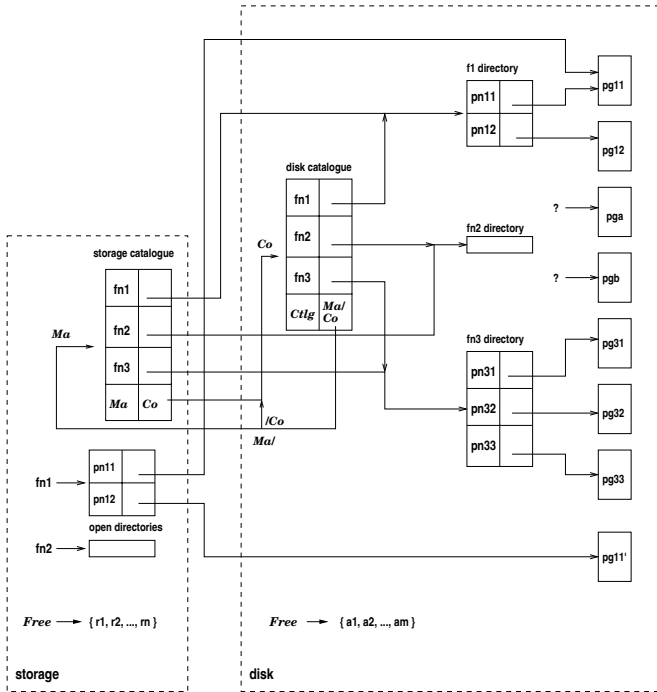 f1 directory
pn11
pn12
pg11
pg12
disk catalogue
fn1
fn2
fn3
Ctlg
Ma/
Co
Co
? pga
fn2 directory
? pgb
storage catalogue
fn1
fn2
fn3
Ma Co
Ma
/Co
Ma/
fn3 directory
pn31
pn32
pn33
pg31
pg32
pg33
fn1
pn11
pn12
open directories
fn2
pg11'
Free { r1, r2, ..., rn }
Free { a1, a2, ..., am }
storage
disk